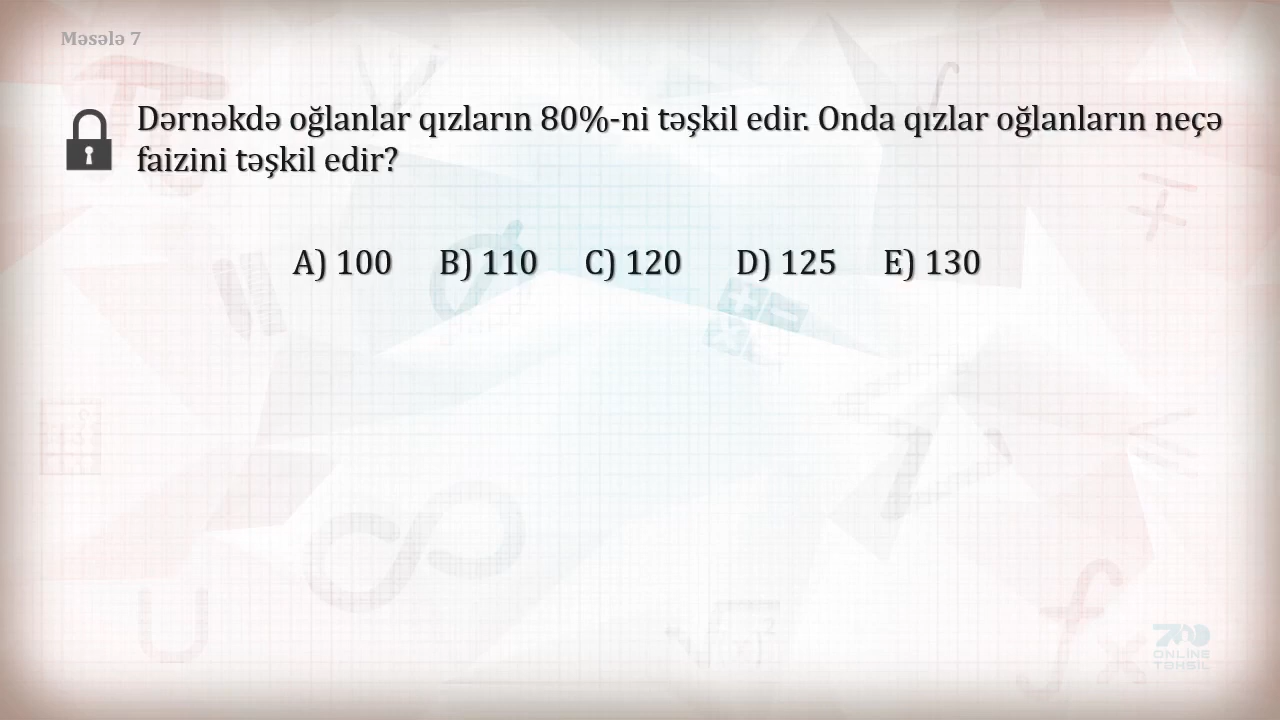 Məsələ 7
Dərnəkdə oğlanlar qızların 80%-ni təşkil edir. Onda qızlar oğlanların neçə
faizini təşkil edir?
A) 100 B) 110 C) 120 D) 125 E) 130
700
ONLINE
TƏHSİL